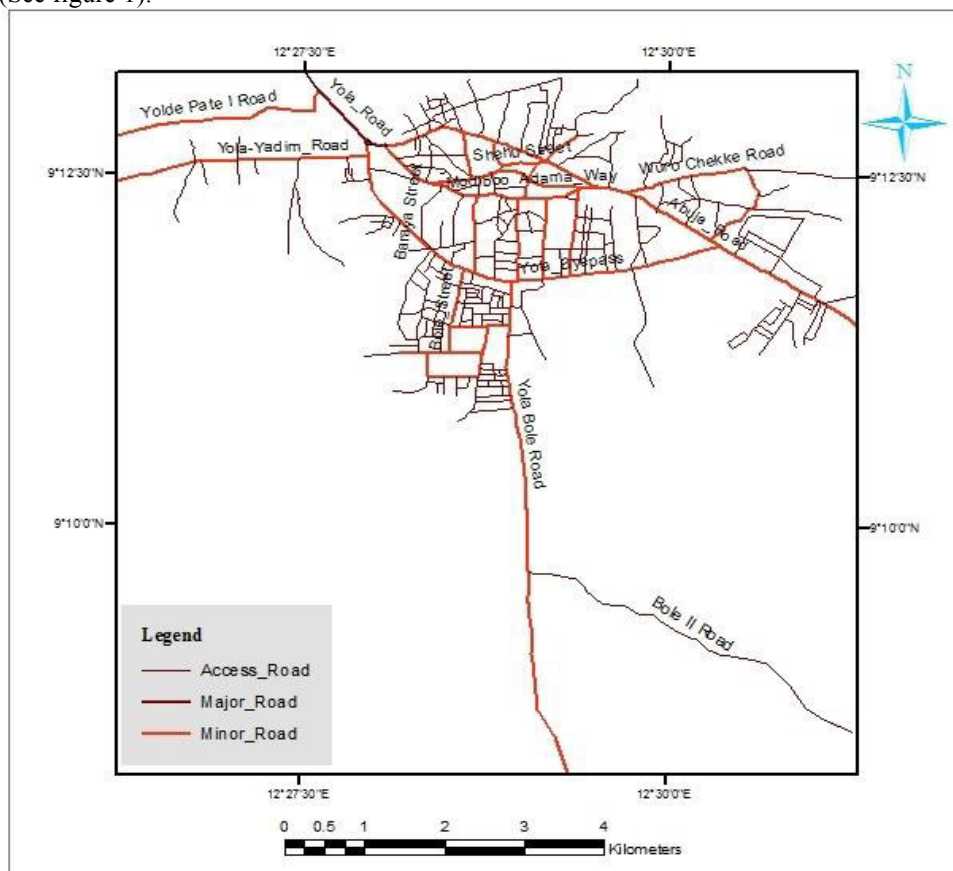 (See figure 1).
12°27'30"E 12°30'0"E
N
Yolde Pate I Road
Yola_Road
Yola-Yadim_Road
Shehu Street
Wuro Chekke Road
9°12'30"N 9°12'30"N
Adama_Way
Abuja_Road
Street
Yola_Byepass
Bole_Street
Yola Bole Road
9°10'0"N 9°10'0"N
Bole II Road
Legend
Access_Road
Major_Road
Minor_Road
12°27'30"E 12°30'0"E
0 0.5 1 2 3 4
Kilometers